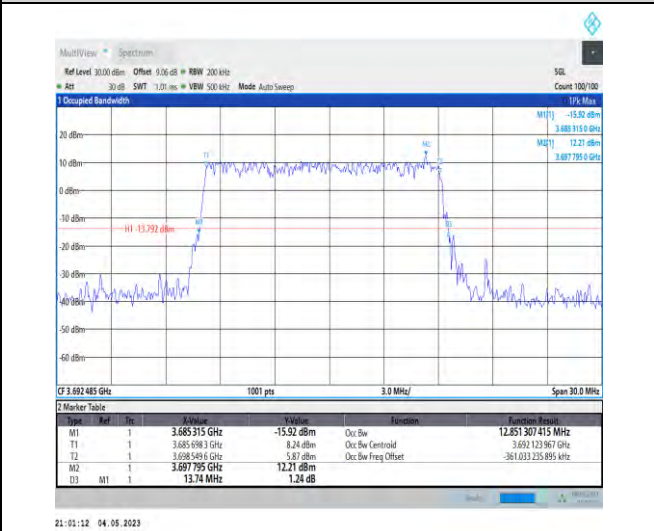 MultiView Spectrum
Ref Level 30.00 dBm Offset 9.06 dB RBW 200 kHz SGL
Att 30 dB SWT 1.01 ms VBW 500 kHz Mode Auto Sweep Count 100/100
1 Occupied Bandwidth 1Pk Max
M1[1] -15.92 dBm
3.685 315 0 GHz
M2[1] 12.21 dBm
3.697 795 0 GHz
20 dBm
T1
M2
10 dBm
0 dBm
-10 dBm
M1
D3
H1 -13.792 dBm
-20 dBm
-30 dBm
-40 dBm
-50 dBm
-60 dBm
CF 3.692 485 GHz 1001 pts 3.0 MHz/ Span 30.0 MHz
2 Marker Table
Type Ref Trc X-Value Y-Value Function Function Result
M1 1 3.685 315 GHz -15.92 dBm Occ Bw 12.851 307 415 MHz
T1 1 3.685 698 3 GHz 8.24 dBm Occ Bw Centroid 3.692 123 967 GHz
T2 1 3.698 549 6 GHz 5.87 dBm Occ Bw Freq Offset -361.033 235 895 kHz
M2 1 3.697 795 GHz 12.21 dBm
D3 M1 1 13.74 MHz 1.24 dB
21:01:12 04.05.2023